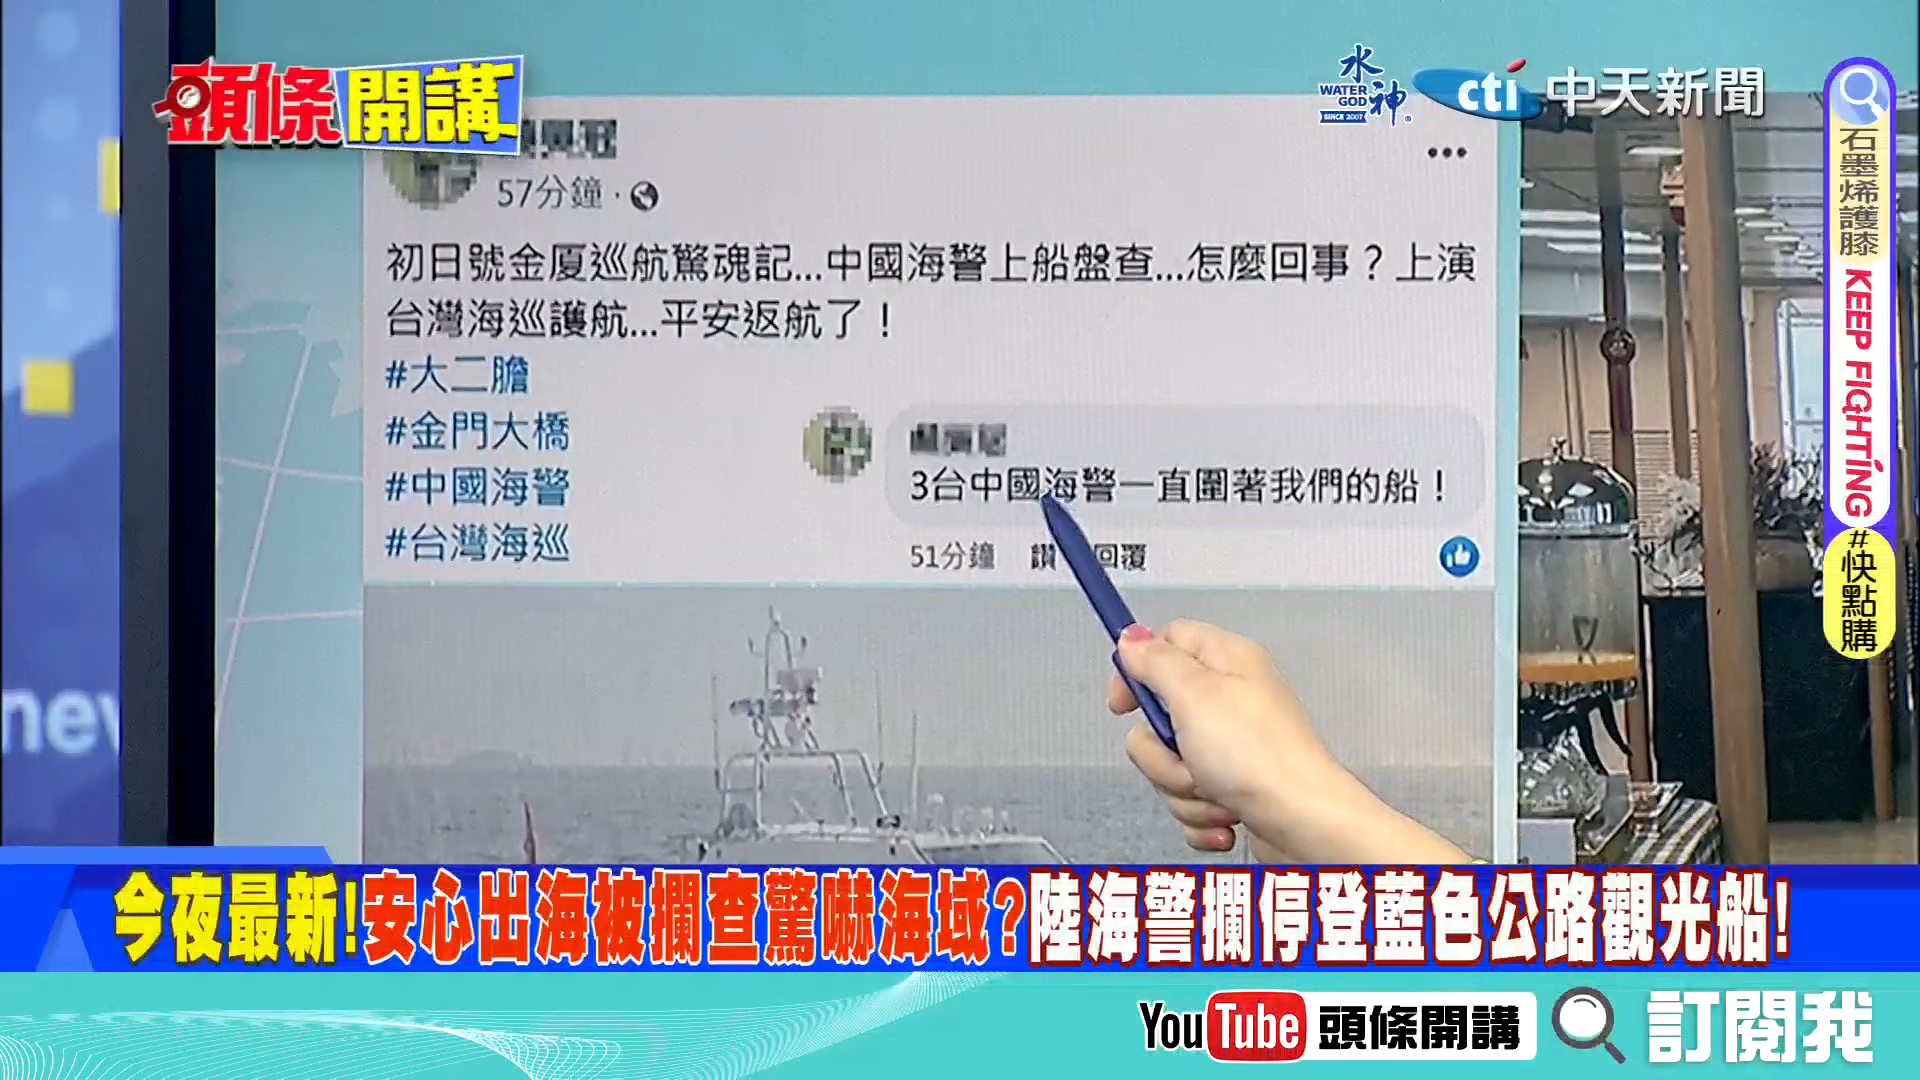 頭條開講
水神
WATER GOD
SINCE 2007
cti 中天新聞
57分鐘
初日號金廈巡航驚魂記...中國海警上船盤查...怎麼回事？上演
台灣海巡護航...平安返航了！
#大二膽
#金門大橋
#中國海警
#台灣海巡
3台中國海警一直圍著我們的船！
51分鐘 讚 回覆
石墨烯護膝
KEEP FIGHTING
#快點購
new
今夜最新!安心出海被攔查驚嚇海域?陸海警攔停登藍色公路觀光船!
YouTube 頭條開講 訂閱我